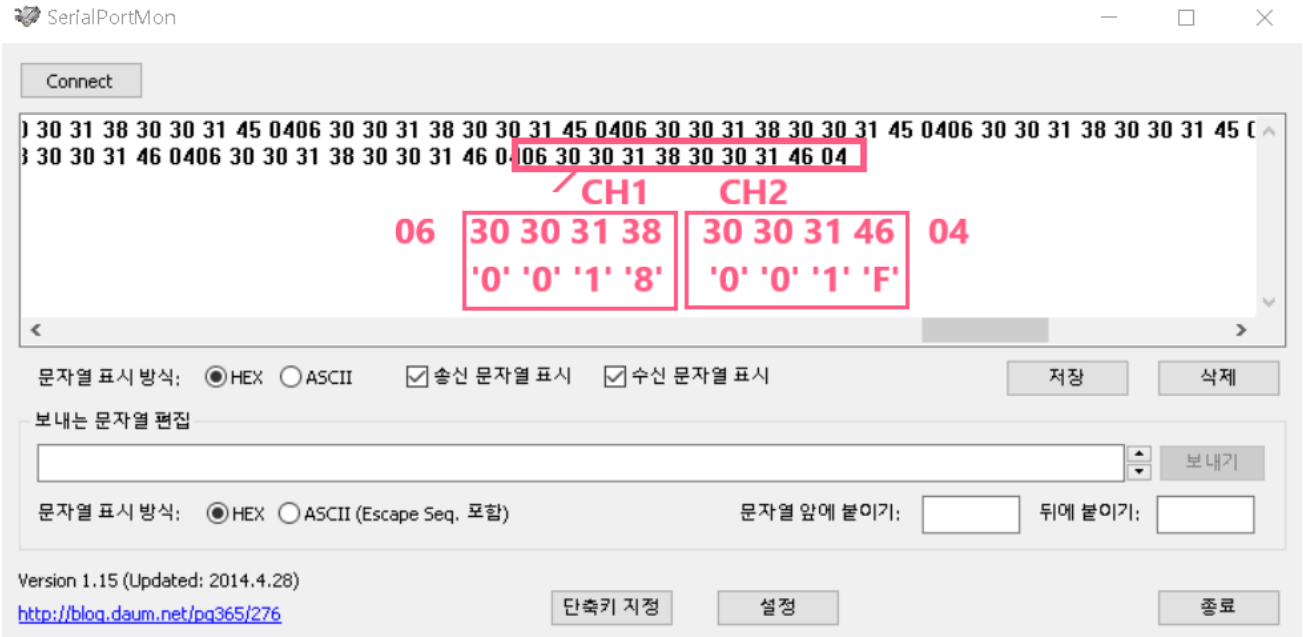 SerialPortMon
Connect
30 31 38 30 30 31 45 0406 30 30 31 38 30 30 31 45 0406 30 30 31 38 30 30 31 45 0406 30 30 31 38 30 30 31 45
30 30 31 46 0406 30 30 31 38 30 30 31 46 0406 30 30 31 38 30 30 31 46 04
CH1 CH2
06 30 30 31 38 30 30 31 46 04
'0' '0' '1' '8' '0' '0' '1' 'F'
문자열 표시 방식: HEX ASCII 송신 문자열 표시 수신 문자열 표시 저장 삭제
보내는 문자열 편집
보내기
문자열 표시 방식: HEX ASCII (Escape Seq. 포함) 문자열 앞에 붙이기: 뒤에 붙이기:
Version 1.15 (Updated: 2014.4.28)
http://blog.daum.net/pg365/276
단축키 지정 설정 종료